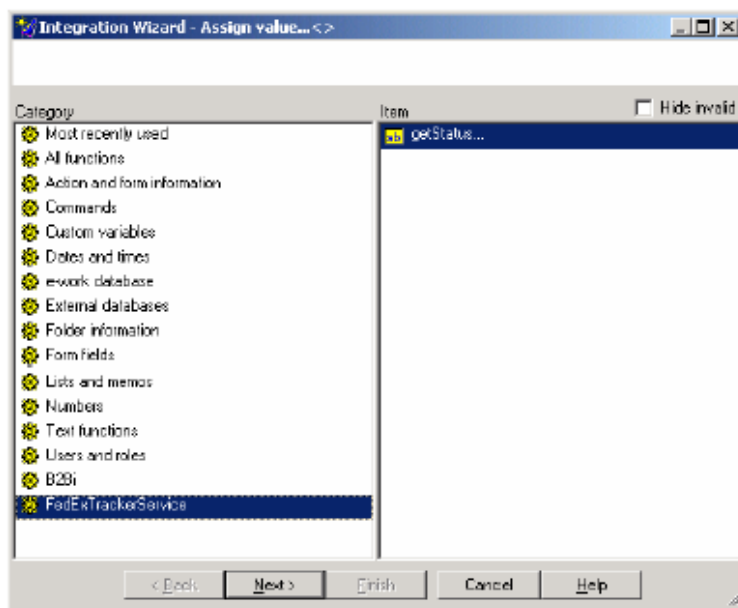 Integration Wizard - Assign value...<>
Category
Item
Hide invalid
Most recently used
All functions
Action and form information
Commands
Custom variables
Dates and times
e-work database
External databases
Folder information
Form fields
Lists and memos
Numbers
Text functions
Users and roles
B2Bi
FedExTrackerService
ab getStatus...
< Back
Next >
Finish
Cancel
Help